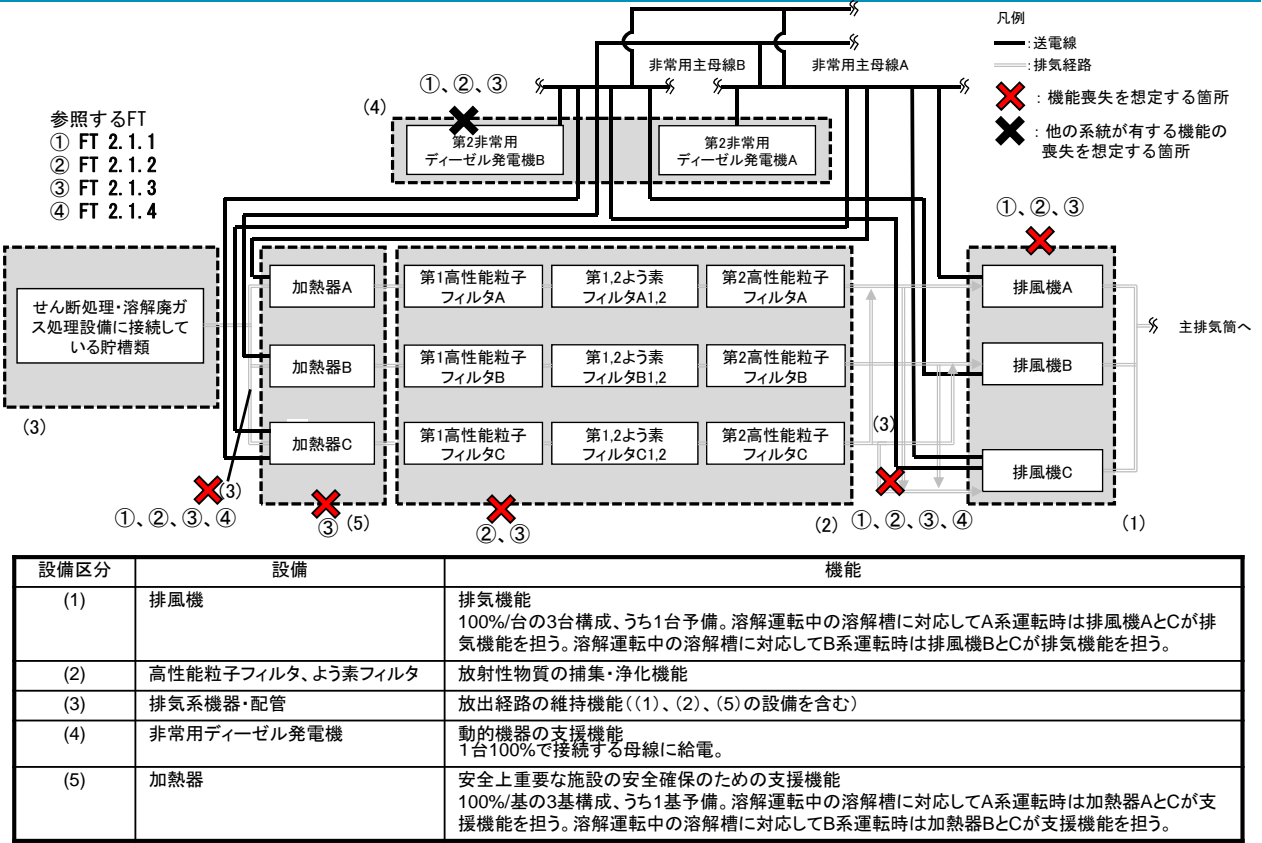 凡例
:送電線
:排気経路
:機能喪失を想定する箇所
:他の系統が有する機能の
喪失を想定する箇所
非常用主母線B
非常用主母線A
参照するFT
① FT 2.1.1
② FT 2.1.2
③ FT 2.1.3
④ FT 2.1.4
①、②、③
(4)
第2非常用
ディーゼル発電機B
第2非常用
ディーゼル発電機A
①、②、③
せん断処理・溶解廃ガ
ス処理設備に接続して
いる貯槽類
(3)
加熱器A
第1高性能粒子
フィルタA
第1,2よう素
フィルタA1,2
第2高性能粒子
フィルタA
排風機A
加熱器B
第1高性能粒子
フィルタB
第1,2よう素
フィルタB1,2
第2高性能粒子
フィルタB
排風機B
主排気筒へ
加熱器C
第1高性能粒子
フィルタC
第1,2よう素
フィルタC1,2
第2高性能粒子
フィルタC
(3)
排風機C
(3)
①、②、③、④
③
(5)
②、③
(2)
①、②、③、④
(1)
設備区分 設備 機能
(1) 排風機 排気機能
100%/台の3台構成、うち1台予備。溶解運転中の溶解槽に対応してA系運転時は排風機AとCが排
気機能を担う。溶解運転中の溶解槽に対応してB系運転時は排風機BとCが排気機能を担う。
(2) 高性能粒子フィルタ、よう素フィルタ 放射性物質の捕集・浄化機能
(3) 排気系機器・配管 放出経路の維持機能((1)、(2)、(5)の設備を含む)
(4) 非常用ディーゼル発電機 動的機器の支援機能
1台100%で接続する母線に給電。
(5) 加熱器 安全上重要な施設の安全確保のための支援機能
100%/基の3基構成、うち1基予備。溶解運転中の溶解槽に対応してA系運転時は加熱器AとCが支
援機能を担う。溶解運転中の溶解槽に対応してB系運転時は加熱器BとCが支援機能を担う。